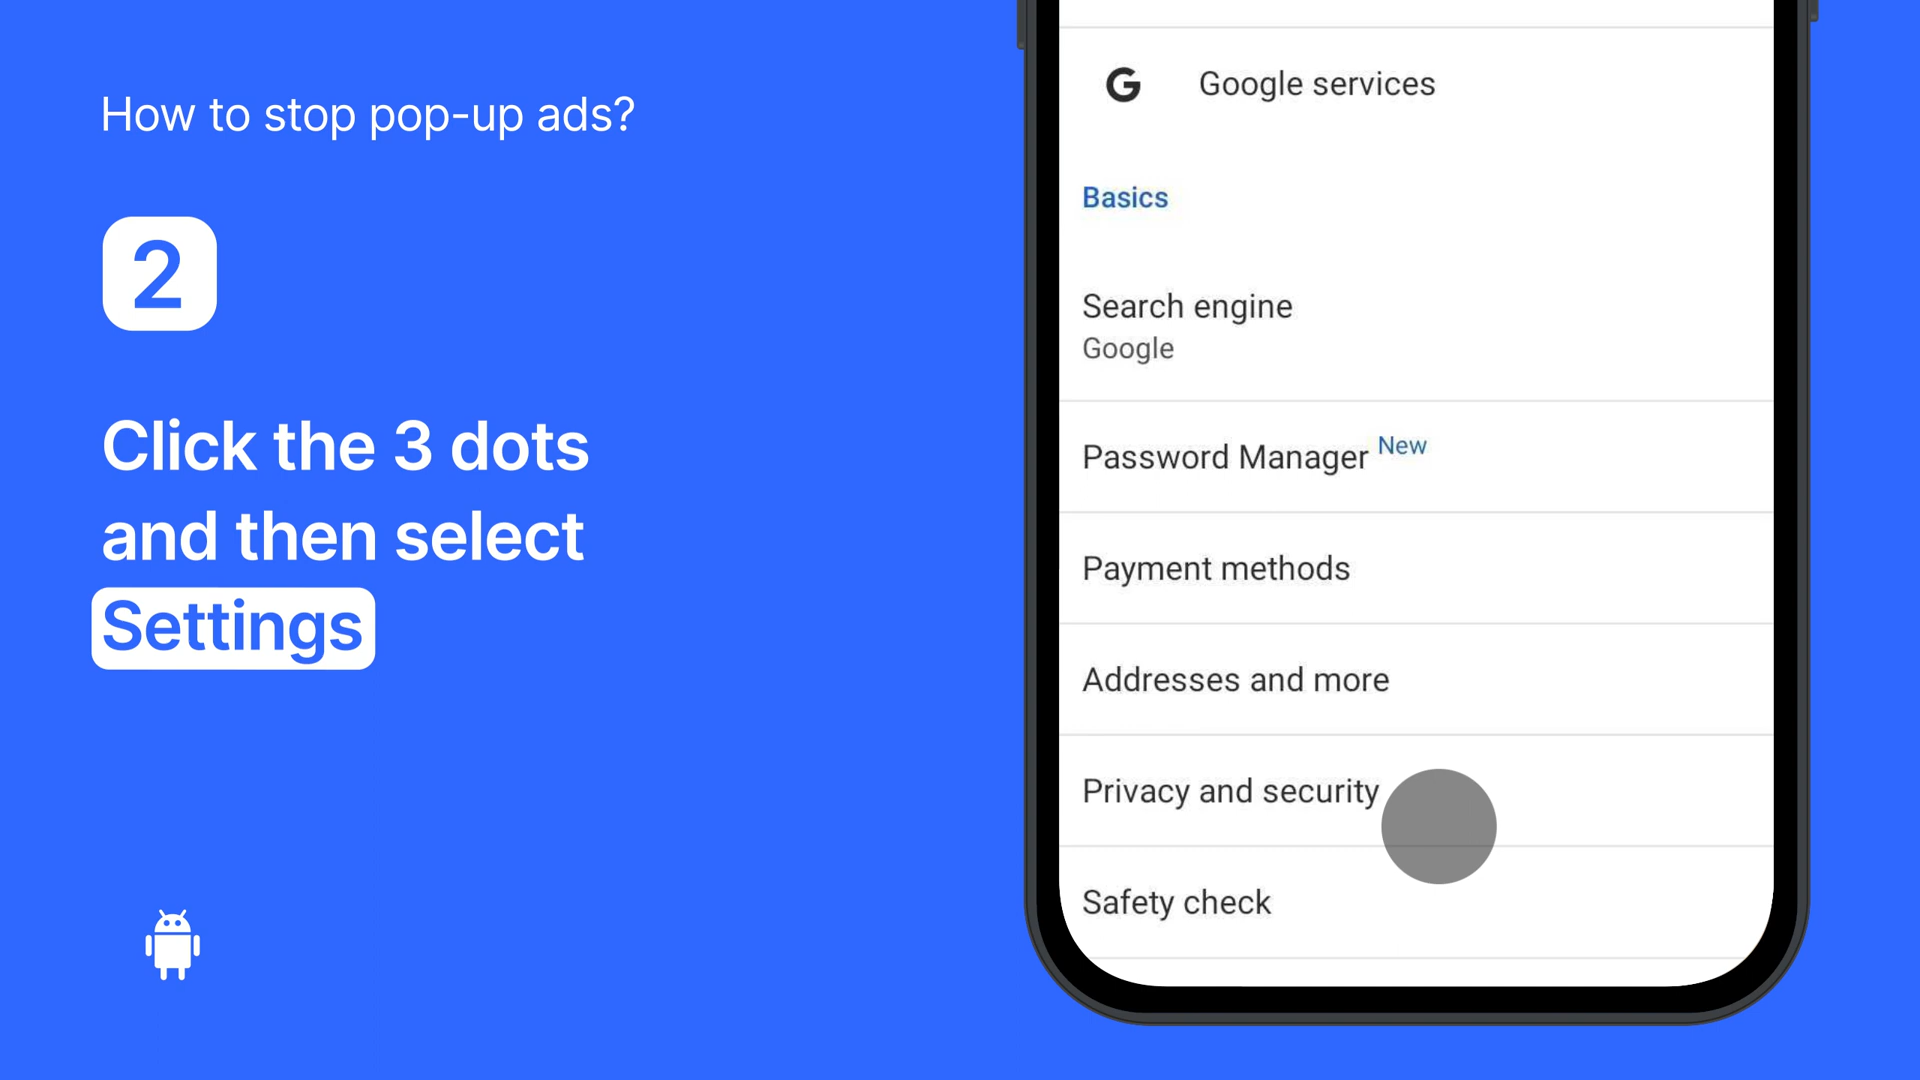 How to stop pop-up ads?
2
Click the 3 dots
and then select
Settings
Google services
Basics
Search engine
Google
Password Manager New
Payment methods
Addresses and more
Privacy and security
Safety check